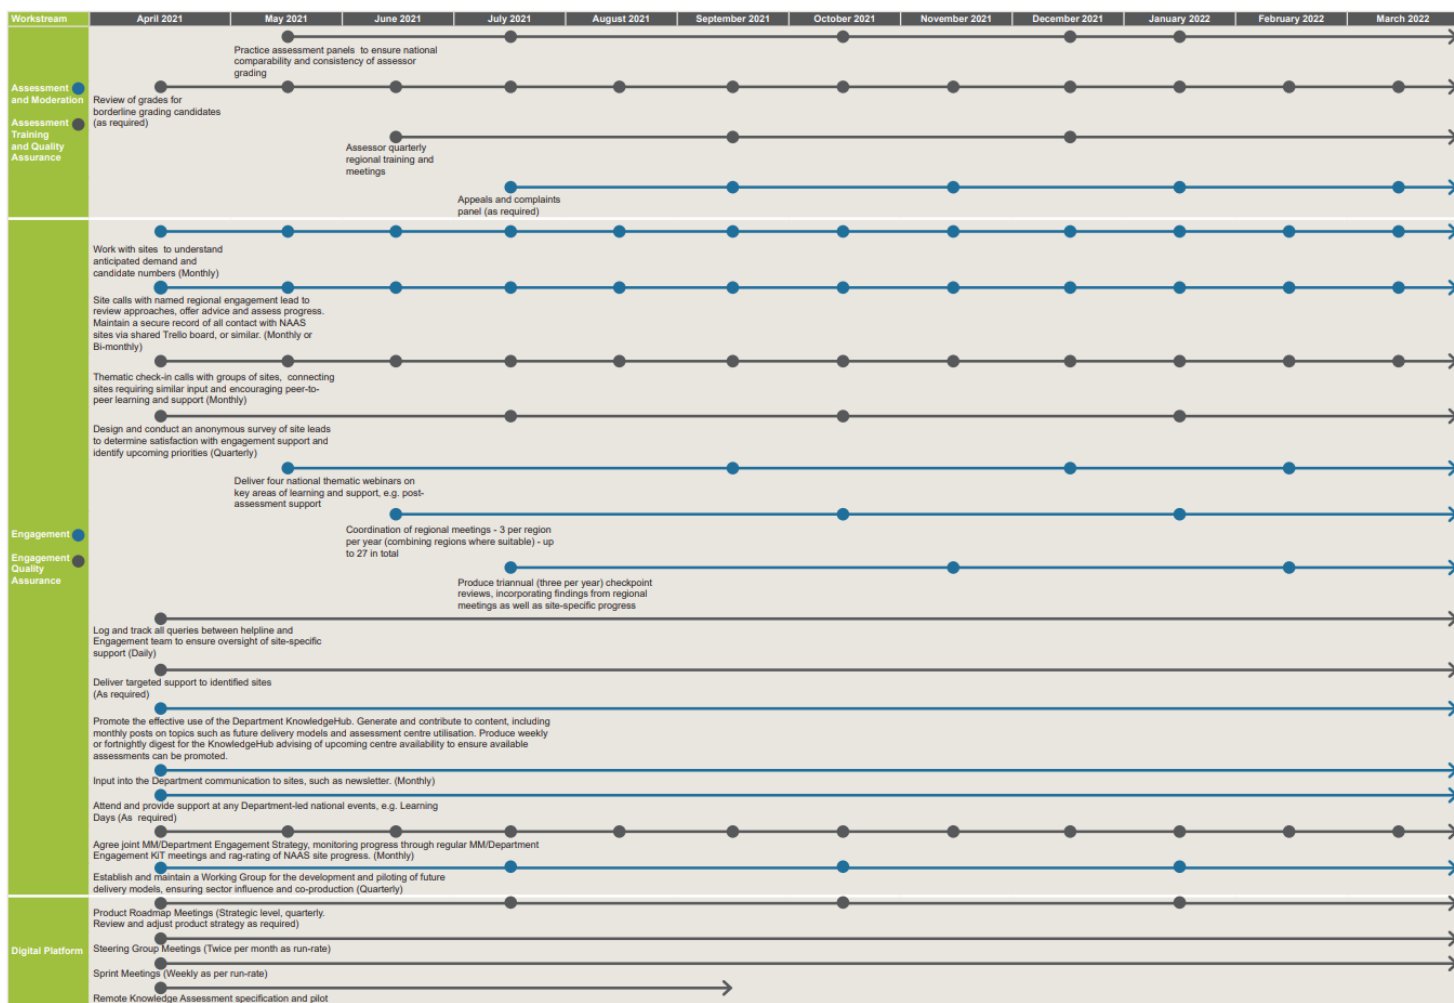 Workstream April 2021 May 2021 June 2021 July 2021 August 2021 September 2021 October 2021 November 2021 December 2021 January 2022 February 2022 March 2022
Assessment
and Moderation
Assessment
Training
and Quality
Assurance
Practice assessment panels to ensure national
comparability and consistency of assessor
grading
Review of grades for
borderline grading candidates
(as required)
Assessor quarterly
regional training and
meetings
Appeals and complaints
panel (as required)
Engagement
Engagement
Quality
Assurance
Work with sites to understand
anticipated demand and
candidate numbers (Monthly)
Site calls with named regional engagement lead to
review approaches, offer advice and assess progress.
Maintain a secure record of all contact with NAAS
sites via shared Trello board, or similar. (Monthly or
Bi-monthly)
Thematic check-in calls with groups of sites, connecting
sites requiring similar input and encouraging peer-to-
peer learning and support (Monthly)
Design and conduct an anonymous survey of site leads
to determine satisfaction with engagement support and
identify upcoming priorities (Quarterly)
Deliver four national thematic webinars on
key areas of learning and support, e.g. post-
assessment support
Coordination of regional meetings - 3 per region
per year (combining regions where suitable) - up
to 27 in total
Produce triannual (three per year) checkpoint
reviews, incorporating findings from regional
meetings as well as site-specific progress
Log and track all queries between helpline and
Engagement team to ensure oversight of site-specific
support (Daily)
Deliver targeted support to identified sites
(As required)
Promote the effective use of the Department KnowledgeHub. Generate and contribute to content, including
monthly posts on topics such as future delivery models and assessment centre utilisation. Produce weekly
or fortnightly digest for the KnowledgeHub advising of upcoming centre availability to ensure available
assessments can be promoted.
Input into the Department communication to sites, such as newsletter. (Monthly)
Attend and provide support at any Department-led national events, e.g. Learning
Days (As required)
Agree joint MM/Department Engagement Strategy, monitoring progress through regular MM/Department
Engagement KiT meetings and rag-rating of NAAS site progress. (Monthly)
Establish and maintain a Working Group for the development and piloting of future
delivery models, ensuring sector influence and co-production (Quarterly)
Digital Platform
Product Roadmap Meetings (Strategic level, quarterly.
Review and adjust product strategy as required)
Steering Group Meetings (Twice per month as run-rate)
Sprint Meetings (Weekly as per run-rate)
Remote Knowledge Assessment specification and pilot